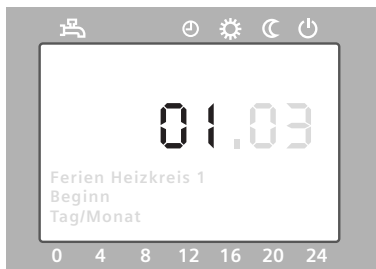 01.03
Ferien Heizkreis 1
Beginn
Tag/Monat
0 4 8 12 16 20 24